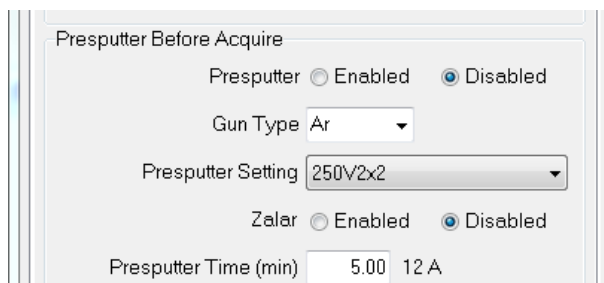 Presputter Before Acquire
Presputter Enabled Disabled
Gun Type Ar
Presputter Setting 250V2x2
Zalar Enabled Disabled
Presputter Time (min) 5.00 12 A